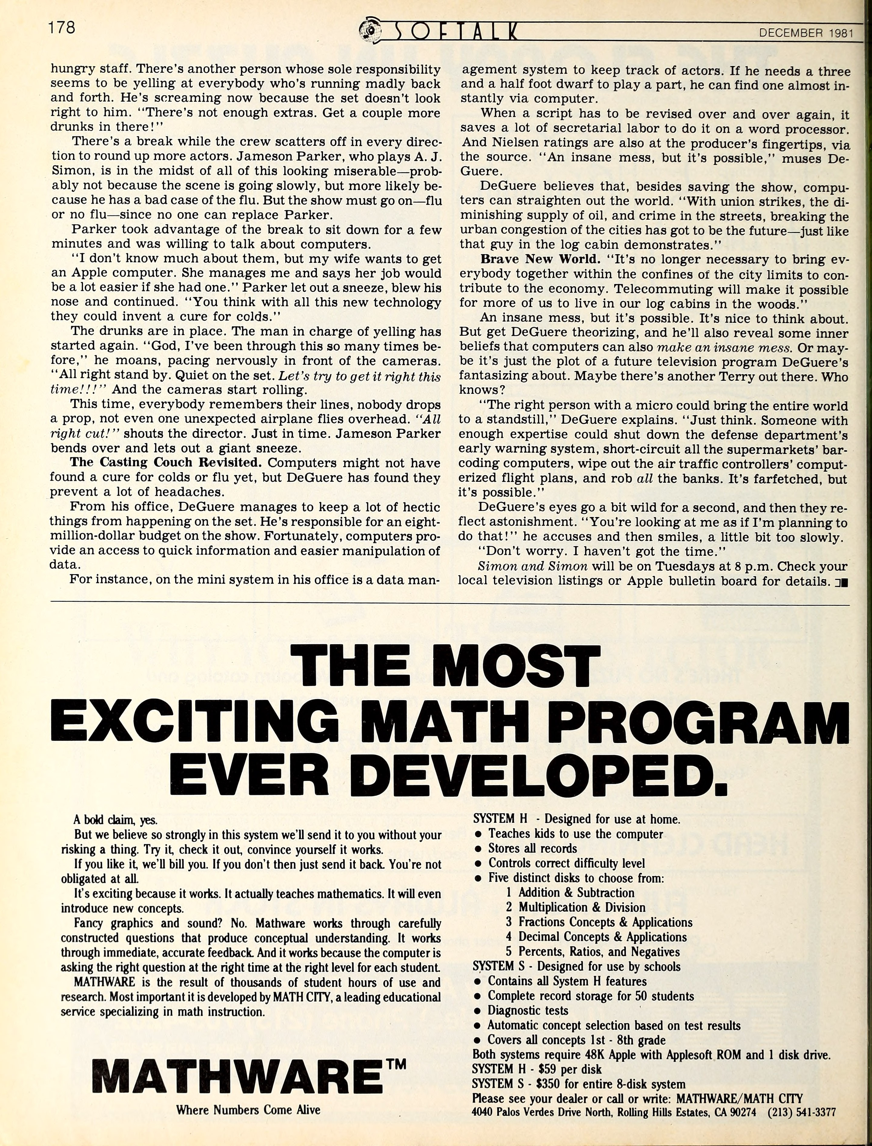 178
SOFTALK
DECEMBER 1981
hungry staff. There's another person whose sole responsibility
seems to be yelling at everybody who's running madly back
and forth. He's screaming now because the set doesn't look
right to him. "There's not enough extras. Get a couple more
drunks in there!"
There's a break while the crew scatters off in every direc-
tion to round up more actors. Jameson Parker, who plays A. J.
Simon, is in the midst of all of this looking miserable—prob-
ably not because the scene is going slowly, but more likely be-
cause he has a bad case of the flu. But the show must go on—flu
or no flu—since no one can replace Parker.
Parker took advantage of the break to sit down for a few
minutes and was willing to talk about computers.
"I don't know much about them, but my wife wants to get
an Apple computer. She manages me and says her job would
be a lot easier if she had one." Parker let out a sneeze, blew his
nose and continued. "You think with all this new technology
they could invent a cure for colds."
The drunks are in place. The man in charge of yelling has
started again. "God, I've been through this so many times be-
fore," he moans, pacing nervously in front of the cameras.
"All right stand by. Quiet on the set. Let's try to get it right this
time!!!" And the cameras start rolling.
This time, everybody remembers their lines, nobody drops
a prop, not even one unexpected airplane flies overhead. "All
right cut!" shouts the director. Just in time. Jameson Parker
bends over and lets out a giant sneeze.
The Casting Couch Revisited. Computers might not have
found a cure for colds or flu yet, but DeGuere has found they
prevent a lot of headaches.
From his office, DeGuere manages to keep a lot of hectic
things from happening on the set. He's responsible for an eight-
million-dollar budget on the show. Fortunately, computers pro-
vide an access to quick information and easier manipulation of
data.
For instance, on the mini system in his office is a data man-
agement system to keep track of actors. If he needs a three
and a half foot dwarf to play a part, he can find one almost in-
stantly via computer.
When a script has to be revised over and over again, it
saves a lot of secretarial labor to do it on a word processor.
And Nielsen ratings are also at the producer's fingertips, via
the source. "An insane mess, but it's possible," muses De-
Guere.
DeGuere believes that, besides saving the show, compu-
ters can straighten out the world. "With union strikes, the di-
minishing supply of oil, and crime in the streets, breaking the
urban congestion of the cities has got to be the future—just like
that guy in the log cabin demonstrates."
Brave New World. "It's no longer necessary to bring ev-
erybody together within the confines of the city limits to con-
tribute to the economy. Telecommuting will make it possible
for more of us to live in our log cabins in the woods."
An insane mess, but it's possible. It's nice to think about.
But get DeGuere theorizing, and he'll also reveal some inner
beliefs that computers can also make an insane mess. Or may-
be it's just the plot of a future television program DeGuere's
fantasizing about. Maybe there's another Terry out there. Who
knows?
"The right person with a micro could bring the entire world
to a standstill," DeGuere explains. "Just think. Someone with
enough expertise could shut down the defense department's
early warning system, short-circuit all the supermarkets' bar-
coding computers, wipe out the air traffic controllers' comput-
erized flight plans, and rob all the banks. It's farfetched, but
it's possible."
DeGuere's eyes go a bit wild for a second, and then they re-
flect astonishment. "You're looking at me as if I'm planning to
do that!" he accuses and then smiles, a little bit too slowly.
"Don't worry. I haven't got the time."
Simon and Simon will be on Tuesdays at 8 p.m. Check your
local television listings or Apple bulletin board for details.
THE MOST
EXCITING MATH PROGRAM
EVER DEVELOPED.
A bold claim, yes.
But we believe so strongly in this system we'll send it to you without your
risking a thing. Try it, check it out, convince yourself it works.
If you like it, we'll bill you. If you don't then just send it back. You're not
obligated at all.
It's exciting because it works. It actually teaches mathematics. It will even
introduce new concepts.
Fancy graphics and sound? No. Mathware works through carefully
constructed questions that produce conceptual understanding. It works
through immediate, accurate feedback. And it works because the computer is
asking the right question at the right time at the right level for each student.
MATHWARE is the result of thousands of student hours of use and
research. Most important it is developed by MATH CITY, a leading educational
service specializing in math instruction.
MATHWARE™
Where Numbers Come Alive
SYSTEM H - Designed for use at home.
• Teaches kids to use the computer
• Stores all records
• Controls correct difficulty level
• Five distinct disks to choose from:
1 Addition & Subtraction
2 Multiplication & Division
3 Fractions Concepts & Applications
4 Decimal Concepts & Applications
5 Percents, Ratios, and Negatives
SYSTEM S - Designed for use by schools
• Contains all System H features
• Complete record storage for 50 students
• Diagnostic tests
• Automatic concept selection based on test results
• Covers all concepts 1st - 8th grade
Both systems require 48K Apple with Applesoft ROM and 1 disk drive.
SYSTEM H - $59 per disk
SYSTEM S - $350 for entire 8-disk system
Please see your dealer or call or write: MATHWARE/MATH CITY
4040 Palos Verdes Drive North, Rolling Hills Estates, CA 90274 (213) 541-3377